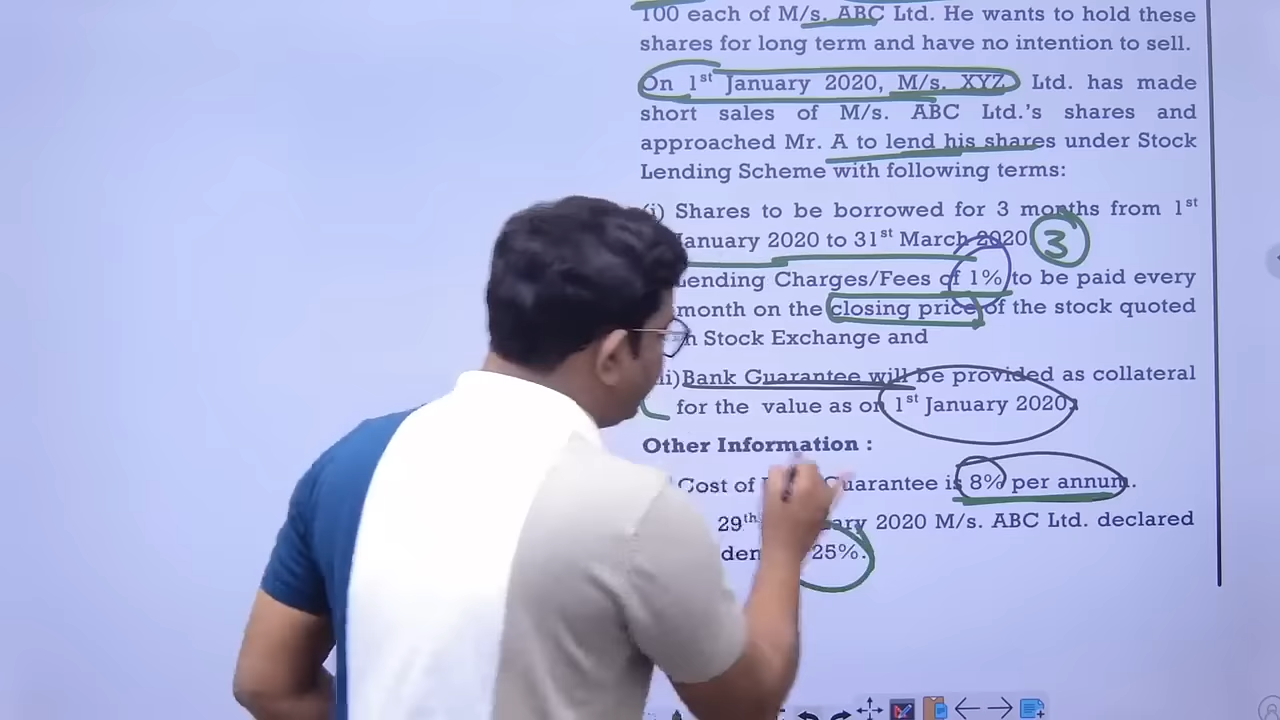 100 each of M/s. ABC Ltd. He wants to hold these
shares for long term and have no intention to sell.
On 1st January 2020, M/s. XYZ Ltd. has made
short sales of M/s. ABC Ltd.'s shares and
approached Mr. A to lend his shares under Stock
Lending Scheme with following terms:
(i) Shares to be borrowed for 3 months from 1st
January 2020 to 31st March 2020 3
Lending Charges/Fees of 1% to be paid every
month on the closing price of the stock quoted
Stock Exchange and
Bank Guarantee will be provided as collateral
for the value as on 1st January 2020.
Other Information :
Cost of Guarantee is 8% per annum.
29th 2020 M/s. ABC Ltd. declared
25%.